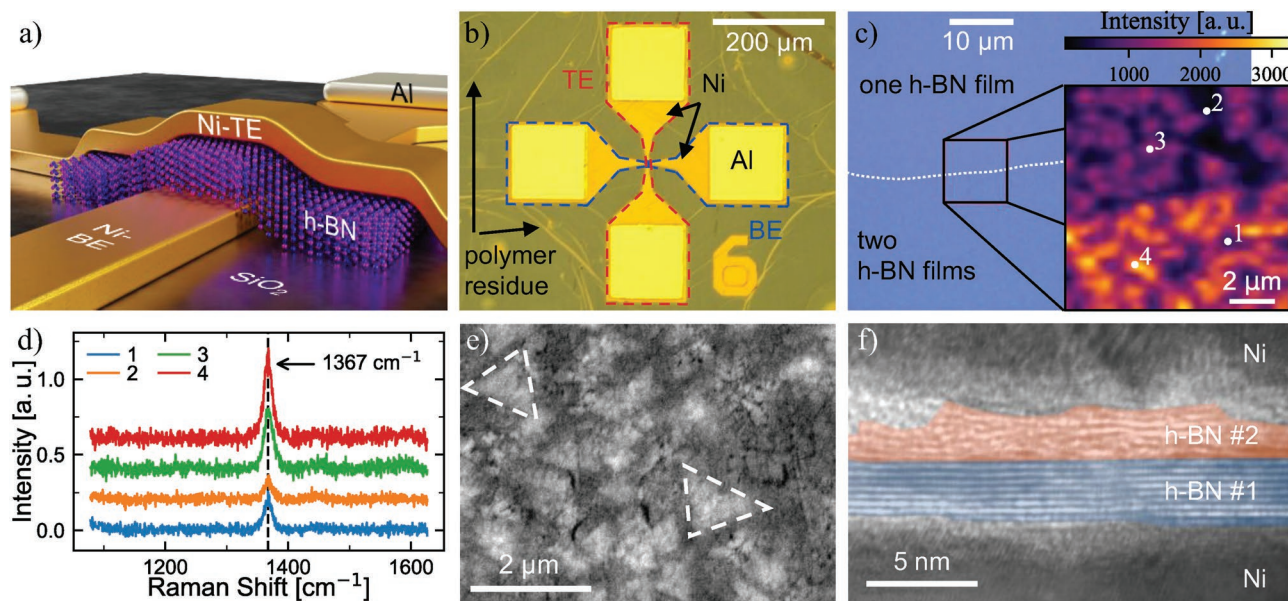 a)
Al
Ni-TE
h-BN
Ni-
BE
SiO₂
b)
200 µm
TE
Ni
Al
BE
polymer
residue
6
c)
10 µm
Intensity [a. u.]
1000 2000 3000
one h-BN film
two
h-BN films
2
3
1
4
2 µm
d)
1 3
2 4
1367 cm⁻¹
Intensity [a. u.]
1.0
0.5
0.0
1200 1400 1600
Raman Shift [cm⁻¹]
e)
2 µm
f)
Ni
h-BN #2
h-BN #1
5 nm
Ni